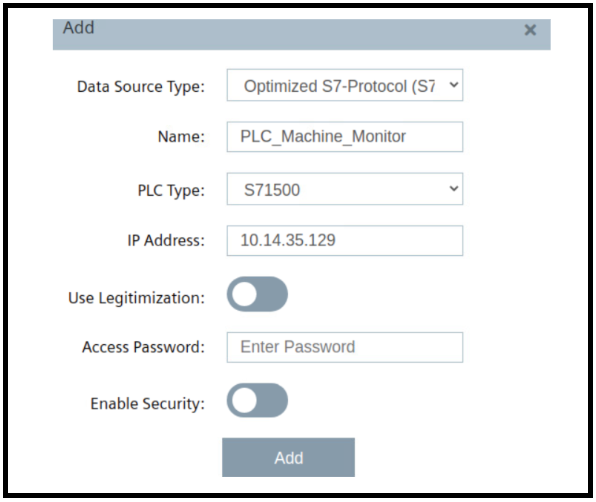 Add ×
Data Source Type: Optimized S7-Protocol (S7
Name: PLC_Machine_Monitor
PLC Type: S71500
IP Address: 10.14.35.129
Use Legitimization:
Access Password: Enter Password
Enable Security:
Add